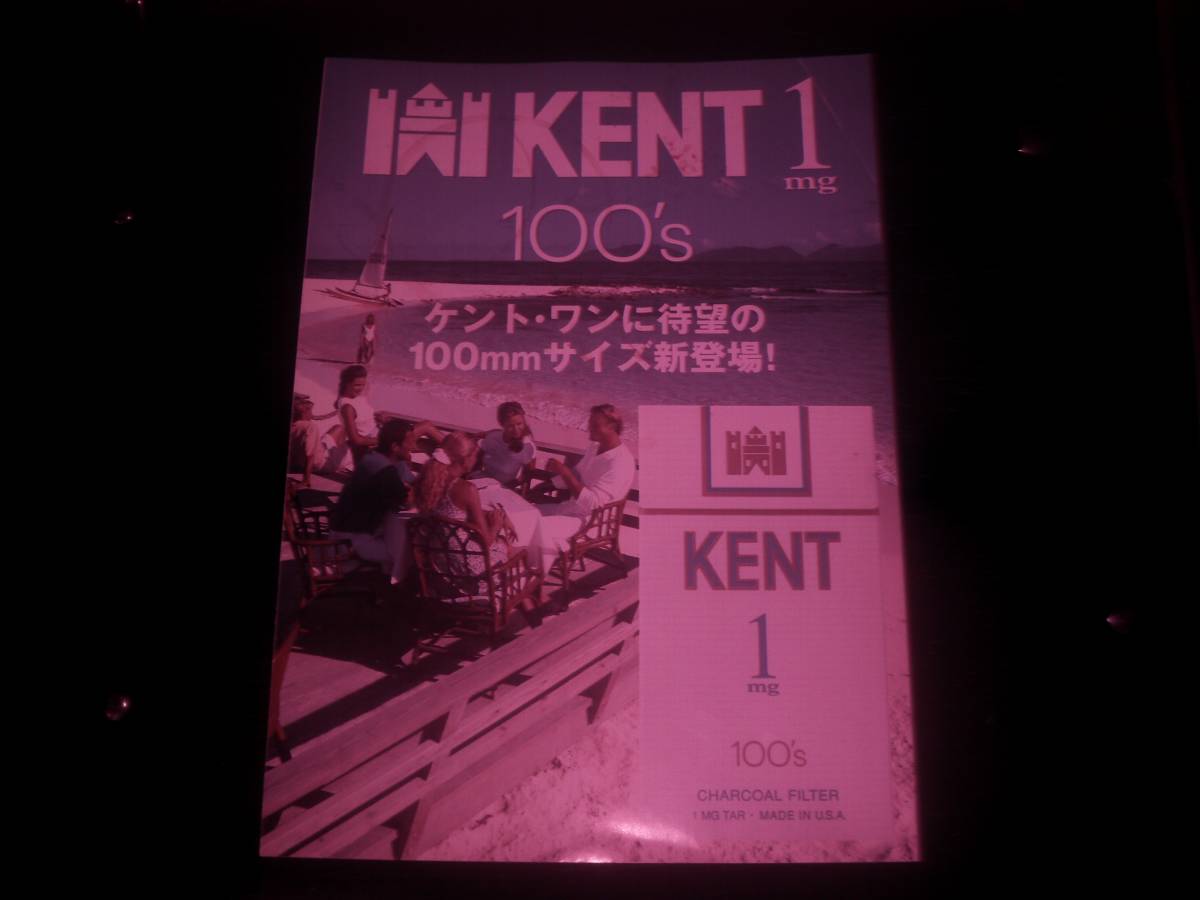 KENT 1
mg
100's
ケント・ワンに待望の
100mmサイズ新登場!
KENT
1
mg
100's
CHARCOAL FILTER
1 MG TAR · MADE IN U.S.A.